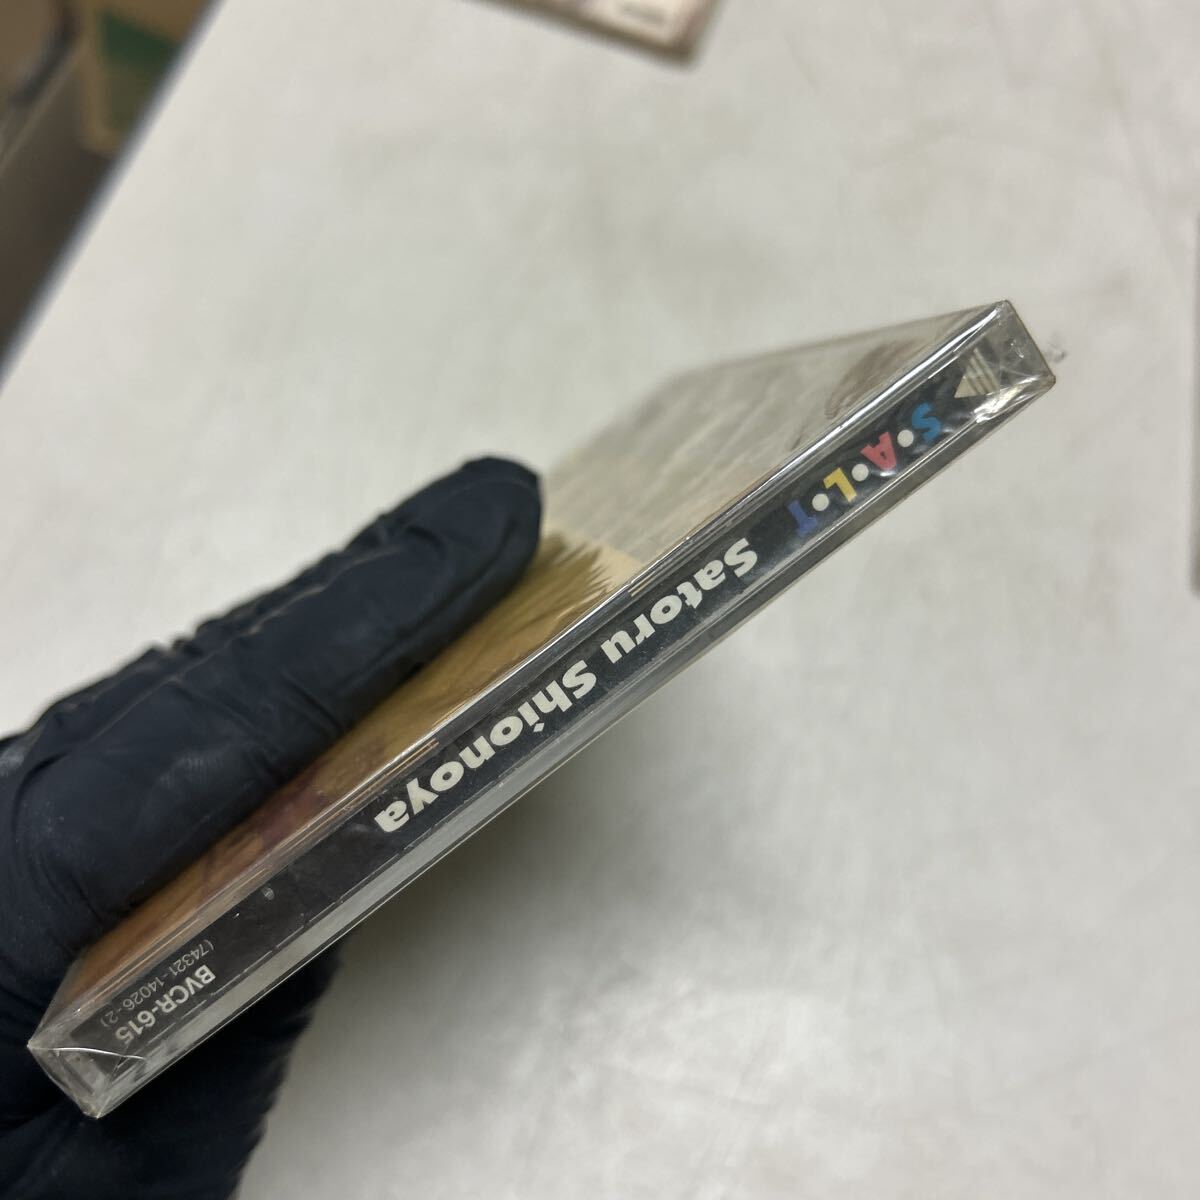 S•A•L•T Satoru Shionoya
BVCR-615
(74321-14026-2)